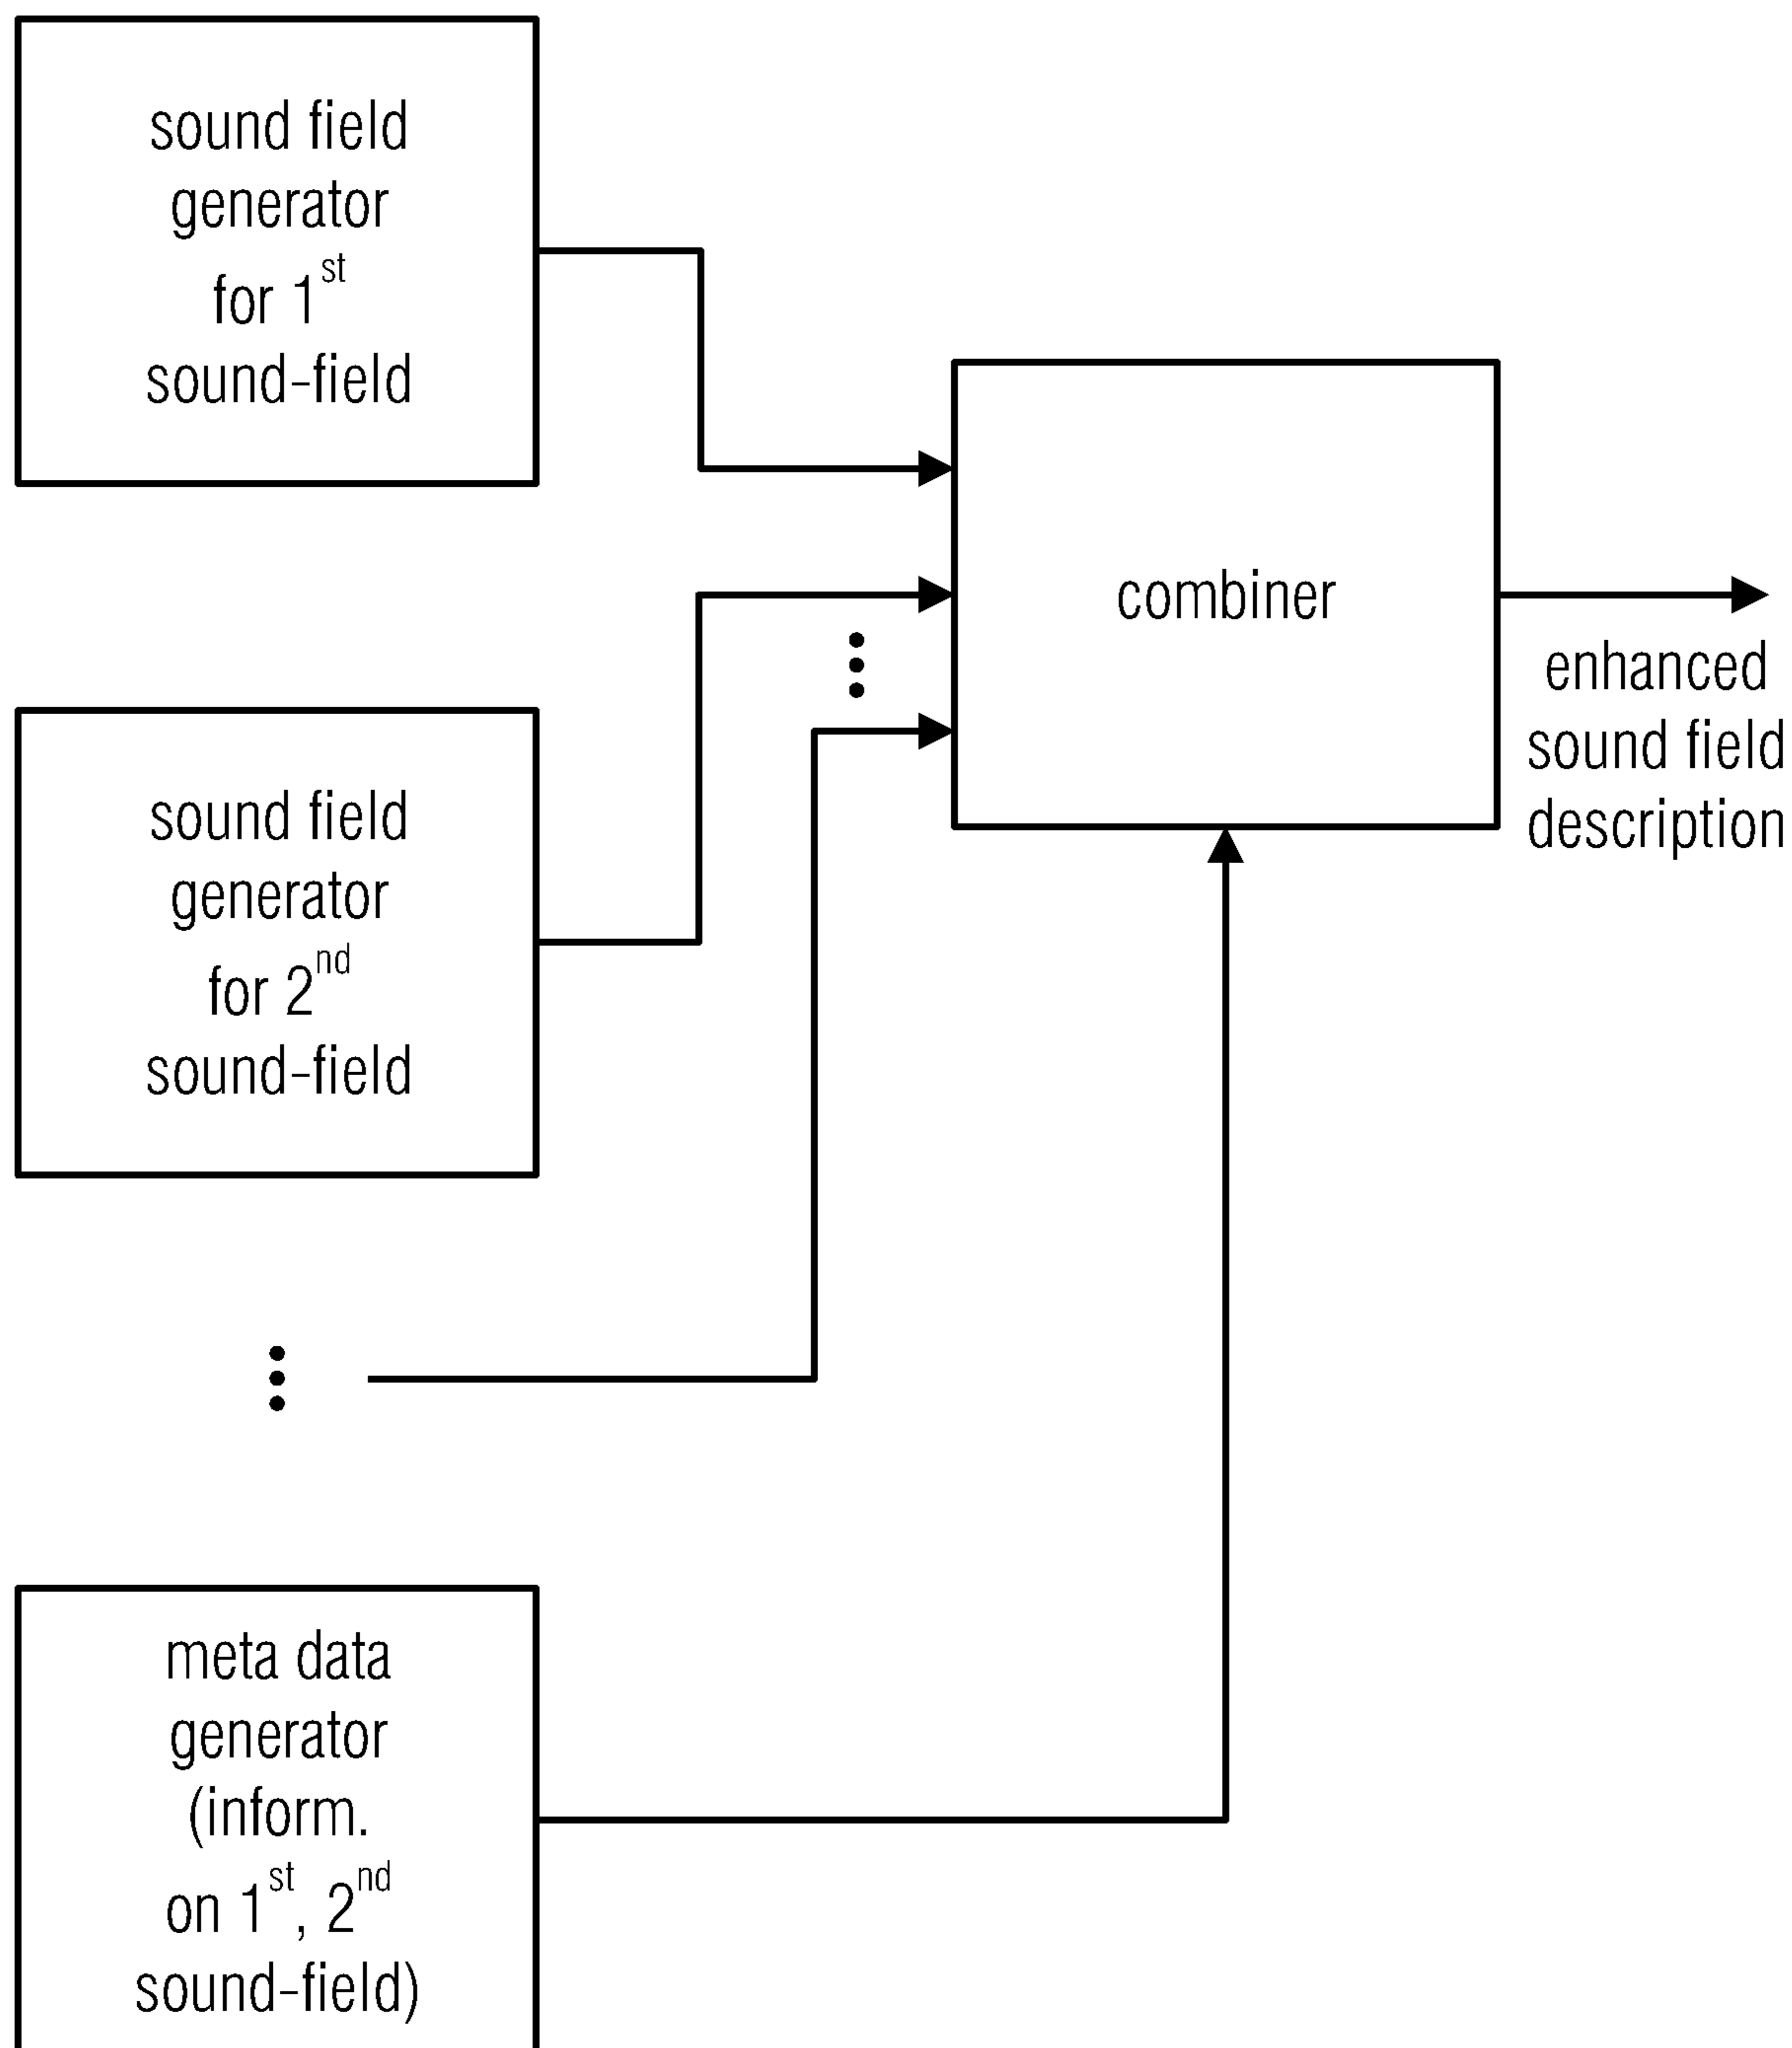 sound field
generator
for 1st
sound-field
combiner
enhanced
sound field
description
sound field
generator
for 2nd
sound-field
meta data
generator
(inform.
on 1st, 2nd
sound-field)